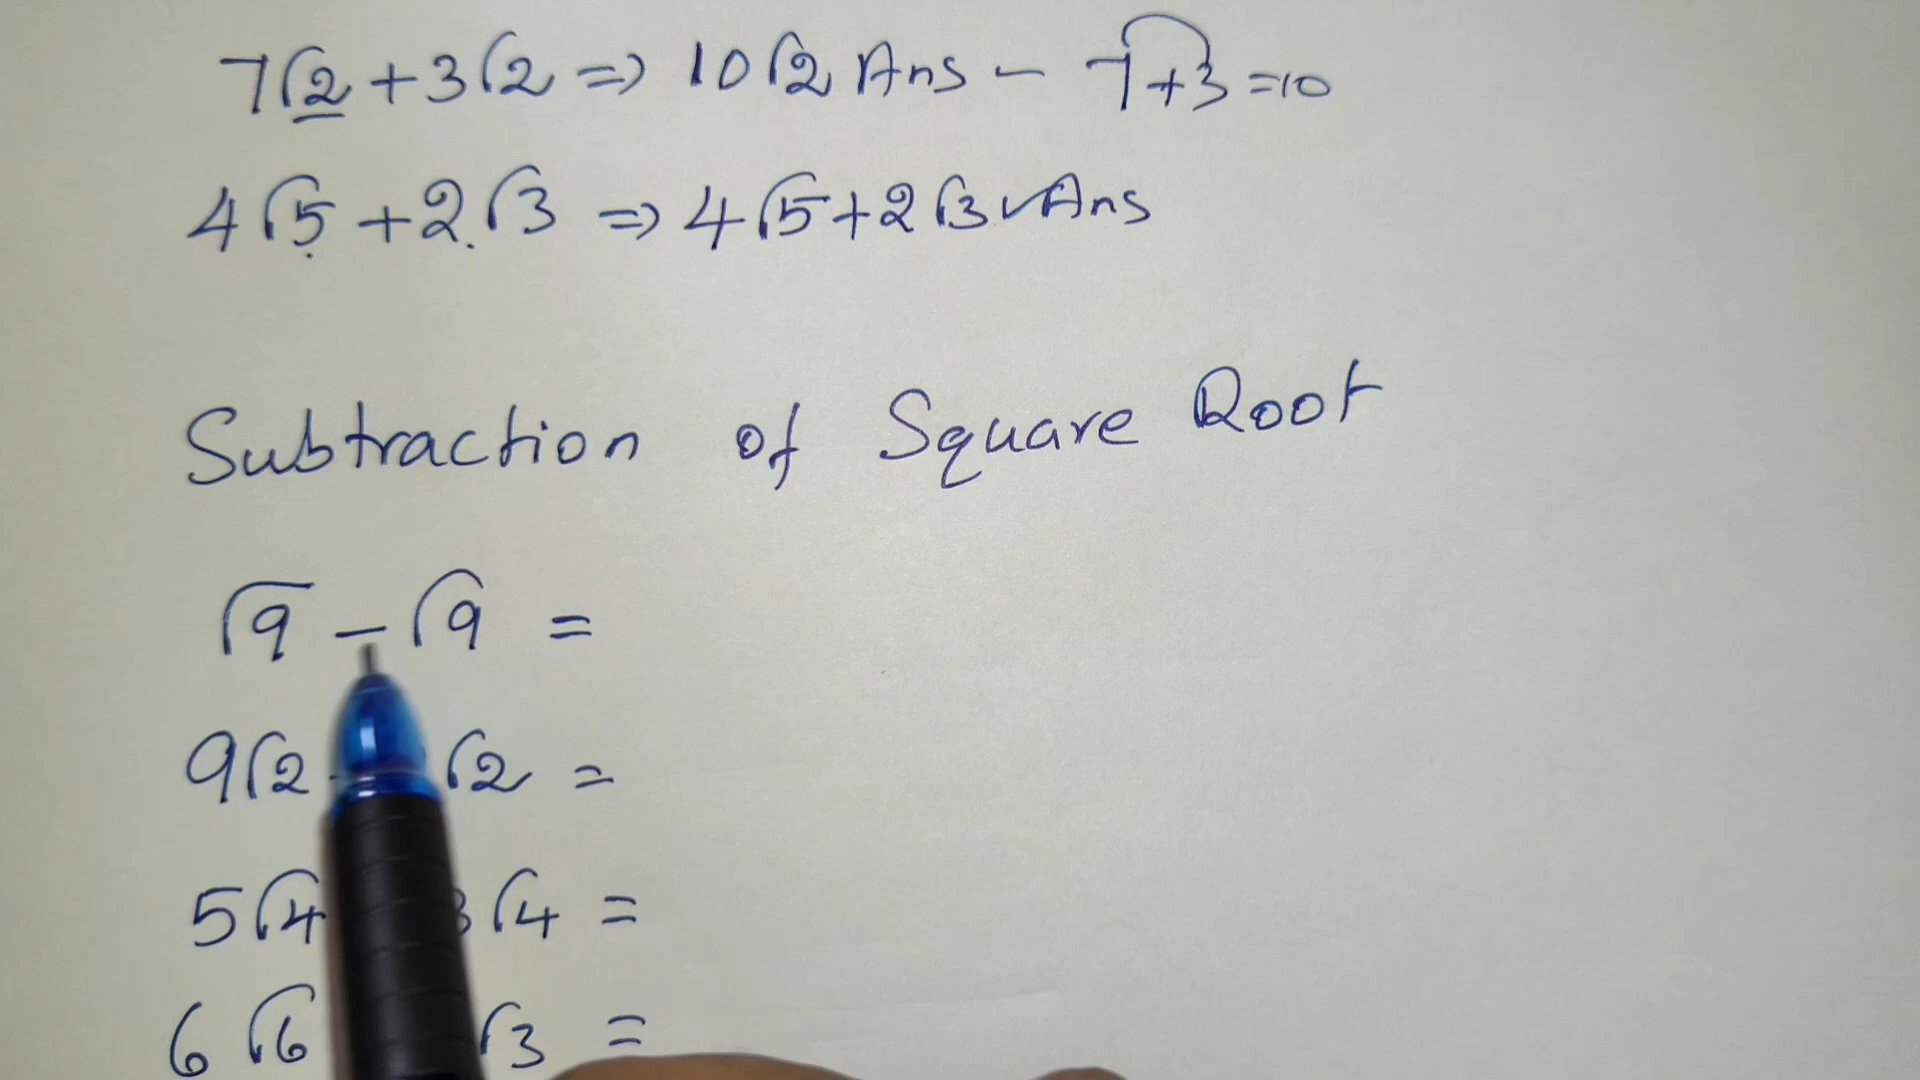 7√2 + 3√2 => 10√2 Ans - 7+3=10
4√5 + 2.√3 => 4√5+2√3 ✓Ans
Subtraction of Square Root
√9 - √9 =
9√2 √2 =
5√4 3√4 =
6√6 √3 =